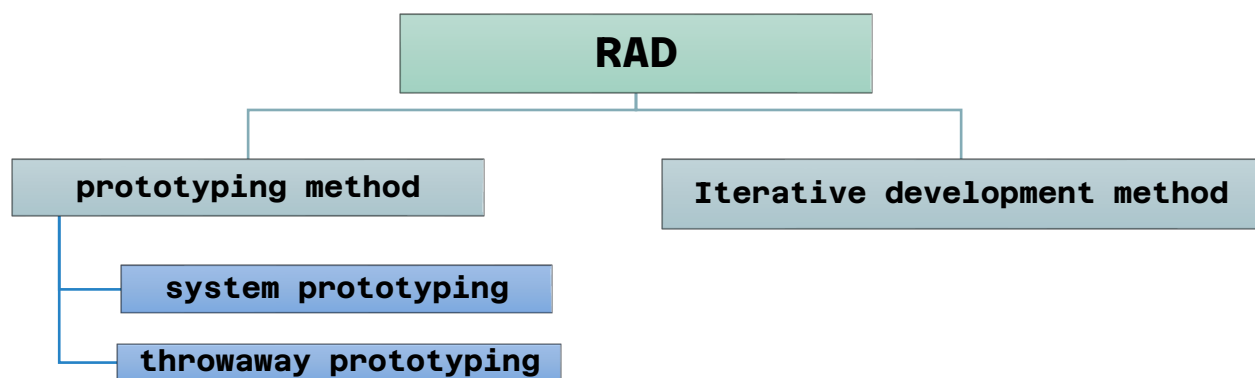 RAD
prototyping method
Iterative development method
system prototyping
throwaway prototyping